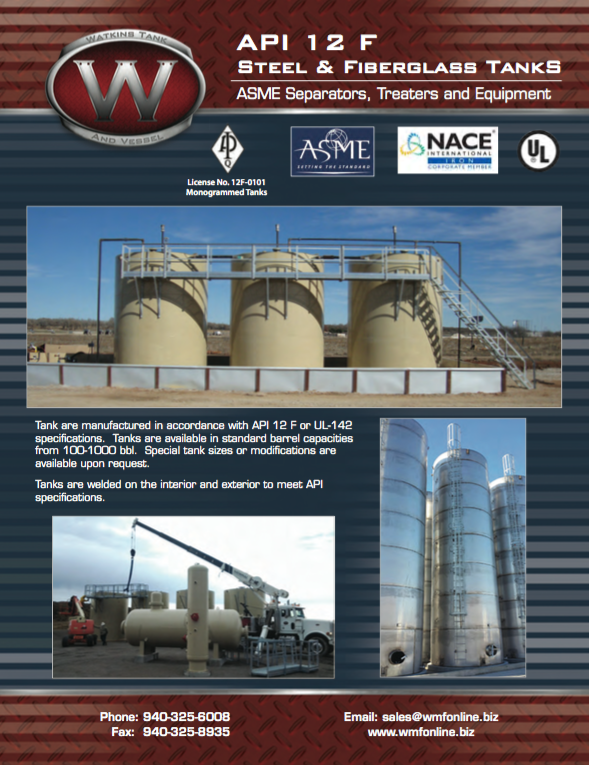 WATKINS TANK
W
AND VESSEL
API 12 F
STEEL & FIBERGLASS TANKS
ASME Separators, Treaters and Equipment
API
Q
License No. 12F-0101
Monogrammed Tanks
ASME
SETTING THE STANDARD
NACE®
INTERNATIONAL
IRON
CORPORATE MEMBER
UL
Tank are manufactured in accordance with API 12 F or UL-142
specifications. Tanks are available in standard barrel capacities
from 100-1000 bbl. Special tank sizes or modifications are
available upon request.
Tanks are welded on the interior and exterior to meet API
specifications.
Phone: 940-325-6008
Fax: 940-325-8935
Email: sales@wmfonline.biz
www.wmfonline.biz